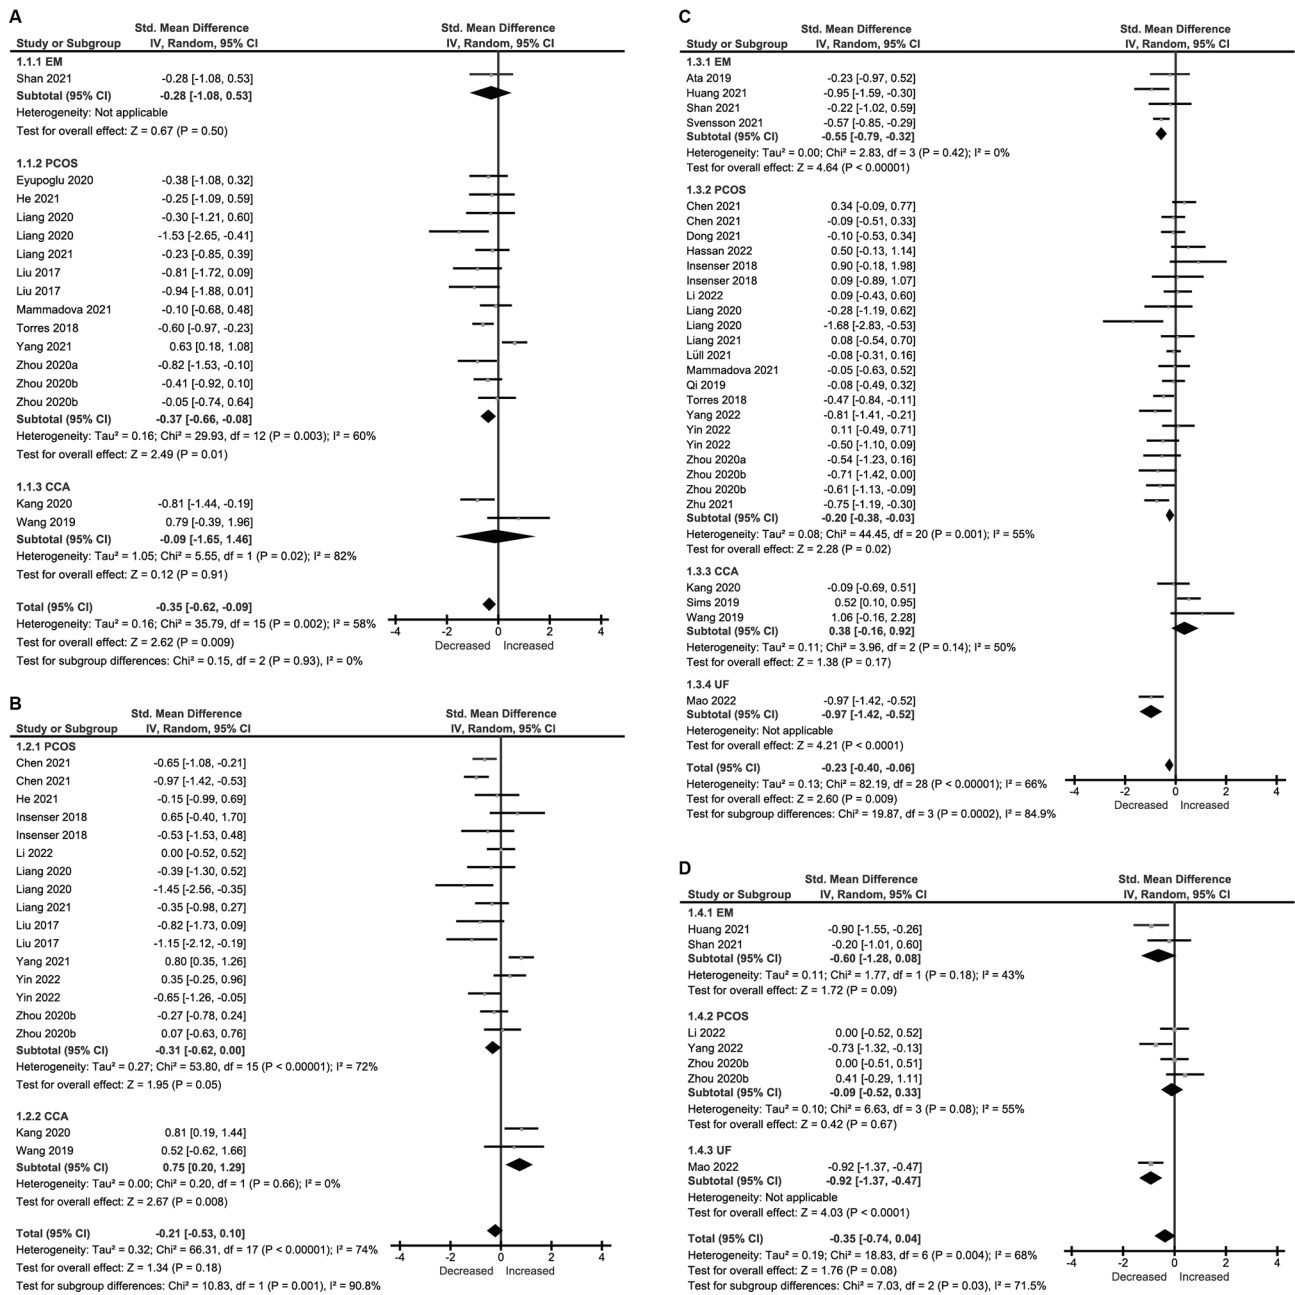 A
Std. Mean Difference Std. Mean Difference
Study or Subgroup IV, Random, 95% CI IV, Random, 95% CI
1.1.1 EM
Shan 2021 -0.28 [-1.08, 0.53]
Subtotal (95% CI) -0.28 [-1.08, 0.53]
Heterogeneity: Not applicable
Test for overall effect: Z = 0.67 (P = 0.50)
1.1.2 PCOS
Eyupoglu 2020 -0.38 [-1.08, 0.32]
He 2021 -0.25 [-1.09, 0.59]
Liang 2020 -0.30 [-1.21, 0.60]
Liang 2020 -1.53 [-2.65, -0.41]
Liang 2021 -0.23 [-0.85, 0.39]
Liu 2017 -0.81 [-1.72, 0.09]
Liu 2017 -0.94 [-1.88, 0.01]
Mammadova 2021 -0.10 [-0.68, 0.48]
Torres 2018 -0.60 [-0.97, -0.23]
Yang 2021 0.63 [0.18, 1.08]
Zhou 2020a -0.82 [-1.53, -0.10]
Zhou 2020b -0.41 [-0.92, 0.10]
Zhou 2020b -0.05 [-0.74, 0.64]
Subtotal (95% CI) -0.37 [-0.66, -0.08]
Heterogeneity: Tau² = 0.16; Chi² = 29.93, df = 12 (P = 0.003); I² = 60%
Test for overall effect: Z = 2.49 (P = 0.01)
1.1.3 CCA
Kang 2020 -0.81 [-1.44, -0.19]
Wang 2019 0.79 [-0.39, 1.96]
Subtotal (95% CI) -0.09 [-1.65, 1.46]
Heterogeneity: Tau² = 1.05; Chi² = 5.55, df = 1 (P = 0.02); I² = 82%
Test for overall effect: Z = 0.12 (P = 0.91)
Total (95% CI) -0.35 [-0.62, -0.09]
Heterogeneity: Tau² = 0.16; Chi² = 35.79, df = 15 (P = 0.002); I² = 58%
Test for overall effect: Z = 2.62 (P = 0.009)
Test for subgroup differences: Chi² = 0.15, df = 2 (P = 0.93), I² = 0%
-4 -2 0 2 4
Decreased Increased
B
Std. Mean Difference Std. Mean Difference
Study or Subgroup IV, Random, 95% CI IV, Random, 95% CI
1.2.1 PCOS
Chen 2021 -0.65 [-1.08, -0.21]
Chen 2021 -0.97 [-1.42, -0.53]
He 2021 -0.15 [-0.99, 0.69]
Insenser 2018 0.65 [-0.40, 1.70]
Insenser 2018 -0.53 [-1.53, 0.48]
Li 2022 0.00 [-0.52, 0.52]
Liang 2020 -0.39 [-1.30, 0.52]
Liang 2020 -1.45 [-2.56, -0.35]
Liang 2021 -0.35 [-0.98, 0.27]
Liu 2017 -0.82 [-1.73, 0.09]
Liu 2017 -1.15 [-2.12, -0.19]
Yang 2021 0.80 [0.35, 1.26]
Yin 2022 0.35 [-0.25, 0.96]
Yin 2022 -0.65 [-1.26, -0.05]
Zhou 2020b -0.27 [-0.78, 0.24]
Zhou 2020b 0.07 [-0.63, 0.76]
Subtotal (95% CI) -0.31 [-0.62, 0.00]
Heterogeneity: Tau² = 0.27; Chi² = 53.80, df = 15 (P < 0.00001); I² = 72%
Test for overall effect: Z = 1.95 (P = 0.05)
1.2.2 CCA
Kang 2020 0.81 [0.19, 1.44]
Wang 2019 0.52 [-0.62, 1.66]
Subtotal (95% CI) 0.75 [0.20, 1.29]
Heterogeneity: Tau² = 0.00; Chi² = 0.20, df = 1 (P = 0.66); I² = 0%
Test for overall effect: Z = 2.67 (P = 0.008)
Total (95% CI) -0.21 [-0.53, 0.10]
Heterogeneity: Tau² = 0.32; Chi² = 66.31, df = 17 (P < 0.00001); I² = 74%
Test for overall effect: Z = 1.34 (P = 0.18)
Test for subgroup differences: Chi² = 10.83, df = 1 (P = 0.001), I² = 90.8%
-4 -2 0 2 4
Decreased Increased
C
Std. Mean Difference Std. Mean Difference
Study or Subgroup IV, Random, 95% CI IV, Random, 95% CI
1.3.1 EM
Ata 2019 -0.23 [-0.97, 0.52]
Huang 2021 -0.95 [-1.59, -0.30]
Shan 2021 -0.22 [-1.02, 0.59]
Svensson 2021 -0.57 [-0.85, -0.29]
Subtotal (95% CI) -0.55 [-0.79, -0.32]
Heterogeneity: Tau² = 0.00; Chi² = 2.83, df = 3 (P = 0.42); I² = 0%
Test for overall effect: Z = 4.64 (P < 0.00001)
1.3.2 PCOS
Chen 2021 0.34 [-0.09, 0.77]
Chen 2021 -0.09 [-0.51, 0.33]
Dong 2021 -0.10 [-0.53, 0.34]
Hassan 2022 0.50 [-0.13, 1.14]
Insenser 2018 0.90 [-0.18, 1.98]
Insenser 2018 0.09 [-0.89, 1.07]
Li 2022 0.09 [-0.43, 0.60]
Liang 2020 -0.28 [-1.19, 0.62]
Liang 2020 -1.68 [-2.83, -0.53]
Liang 2021 0.08 [-0.54, 0.70]
Lüll 2021 -0.08 [-0.31, 0.16]
Mammadova 2021 -0.05 [-0.63, 0.52]
Qi 2019 -0.08 [-0.49, 0.32]
Torres 2018 -0.47 [-0.84, -0.11]
Yang 2022 -0.81 [-1.41, -0.21]
Yin 2022 0.11 [-0.49, 0.71]
Yin 2022 -0.50 [-1.10, 0.09]
Zhou 2020a -0.54 [-1.23, 0.16]
Zhou 2020b -0.71 [-1.42, 0.00]
Zhou 2020b -0.61 [-1.13, -0.09]
Zhu 2021 -0.75 [-1.19, -0.30]
Subtotal (95% CI) -0.20 [-0.38, -0.03]
Heterogeneity: Tau² = 0.08; Chi² = 44.45, df = 20 (P = 0.001); I² = 55%
Test for overall effect: Z = 2.28 (P = 0.02)
1.3.3 CCA
Kang 2020 -0.09 [-0.69, 0.51]
Sims 2019 0.52 [0.10, 0.95]
Wang 2019 1.06 [-0.16, 2.28]
Subtotal (95% CI) 0.38 [-0.16, 0.92]
Heterogeneity: Tau² = 0.11; Chi² = 3.96, df = 2 (P = 0.14); I² = 50%
Test for overall effect: Z = 1.38 (P = 0.17)
1.3.4 UF
Mao 2022 -0.97 [-1.42, -0.52]
Subtotal (95% CI) -0.97 [-1.42, -0.52]
Heterogeneity: Not applicable
Test for overall effect: Z = 4.21 (P < 0.0001)
Total (95% CI) -0.23 [-0.40, -0.06]
Heterogeneity: Tau² = 0.13; Chi² = 82.19, df = 28 (P < 0.00001); I² = 66%
Test for overall effect: Z = 2.60 (P = 0.009)
Test for subgroup differences: Chi² = 19.87, df = 3 (P = 0.0002), I² = 84.9%
-4 -2 0 2 4
Decreased Increased
D
Std. Mean Difference Std. Mean Difference
Study or Subgroup IV, Random, 95% CI IV, Random, 95% CI
1.4.1 EM
Huang 2021 -0.90 [-1.55, -0.26]
Shan 2021 -0.20 [-1.01, 0.60]
Subtotal (95% CI) -0.60 [-1.28, 0.08]
Heterogeneity: Tau² = 0.11; Chi² = 1.77, df = 1 (P = 0.18); I² = 43%
Test for overall effect: Z = 1.72 (P = 0.09)
1.4.2 PCOS
Li 2022 0.00 [-0.52, 0.52]
Yang 2022 -0.73 [-1.32, -0.13]
Zhou 2020b 0.00 [-0.51, 0.51]
Zhou 2020b 0.41 [-0.29, 1.11]
Subtotal (95% CI) -0.09 [-0.52, 0.33]
Heterogeneity: Tau² = 0.10; Chi² = 6.63, df = 3 (P = 0.08); I² = 55%
Test for overall effect: Z = 0.42 (P = 0.67)
1.4.3 UF
Mao 2022 -0.92 [-1.37, -0.47]
Subtotal (95% CI) -0.92 [-1.37, -0.47]
Heterogeneity: Not applicable
Test for overall effect: Z = 4.03 (P < 0.0001)
Total (95% CI) -0.35 [-0.74, 0.04]
Heterogeneity: Tau² = 0.19; Chi² = 18.83, df = 6 (P = 0.004); I² = 68%
Test for overall effect: Z = 1.76 (P = 0.08)
Test for subgroup differences: Chi² = 7.03, df = 2 (P = 0.03), I² = 71.5%
-4 -2 0 2 4
Decreased Increased